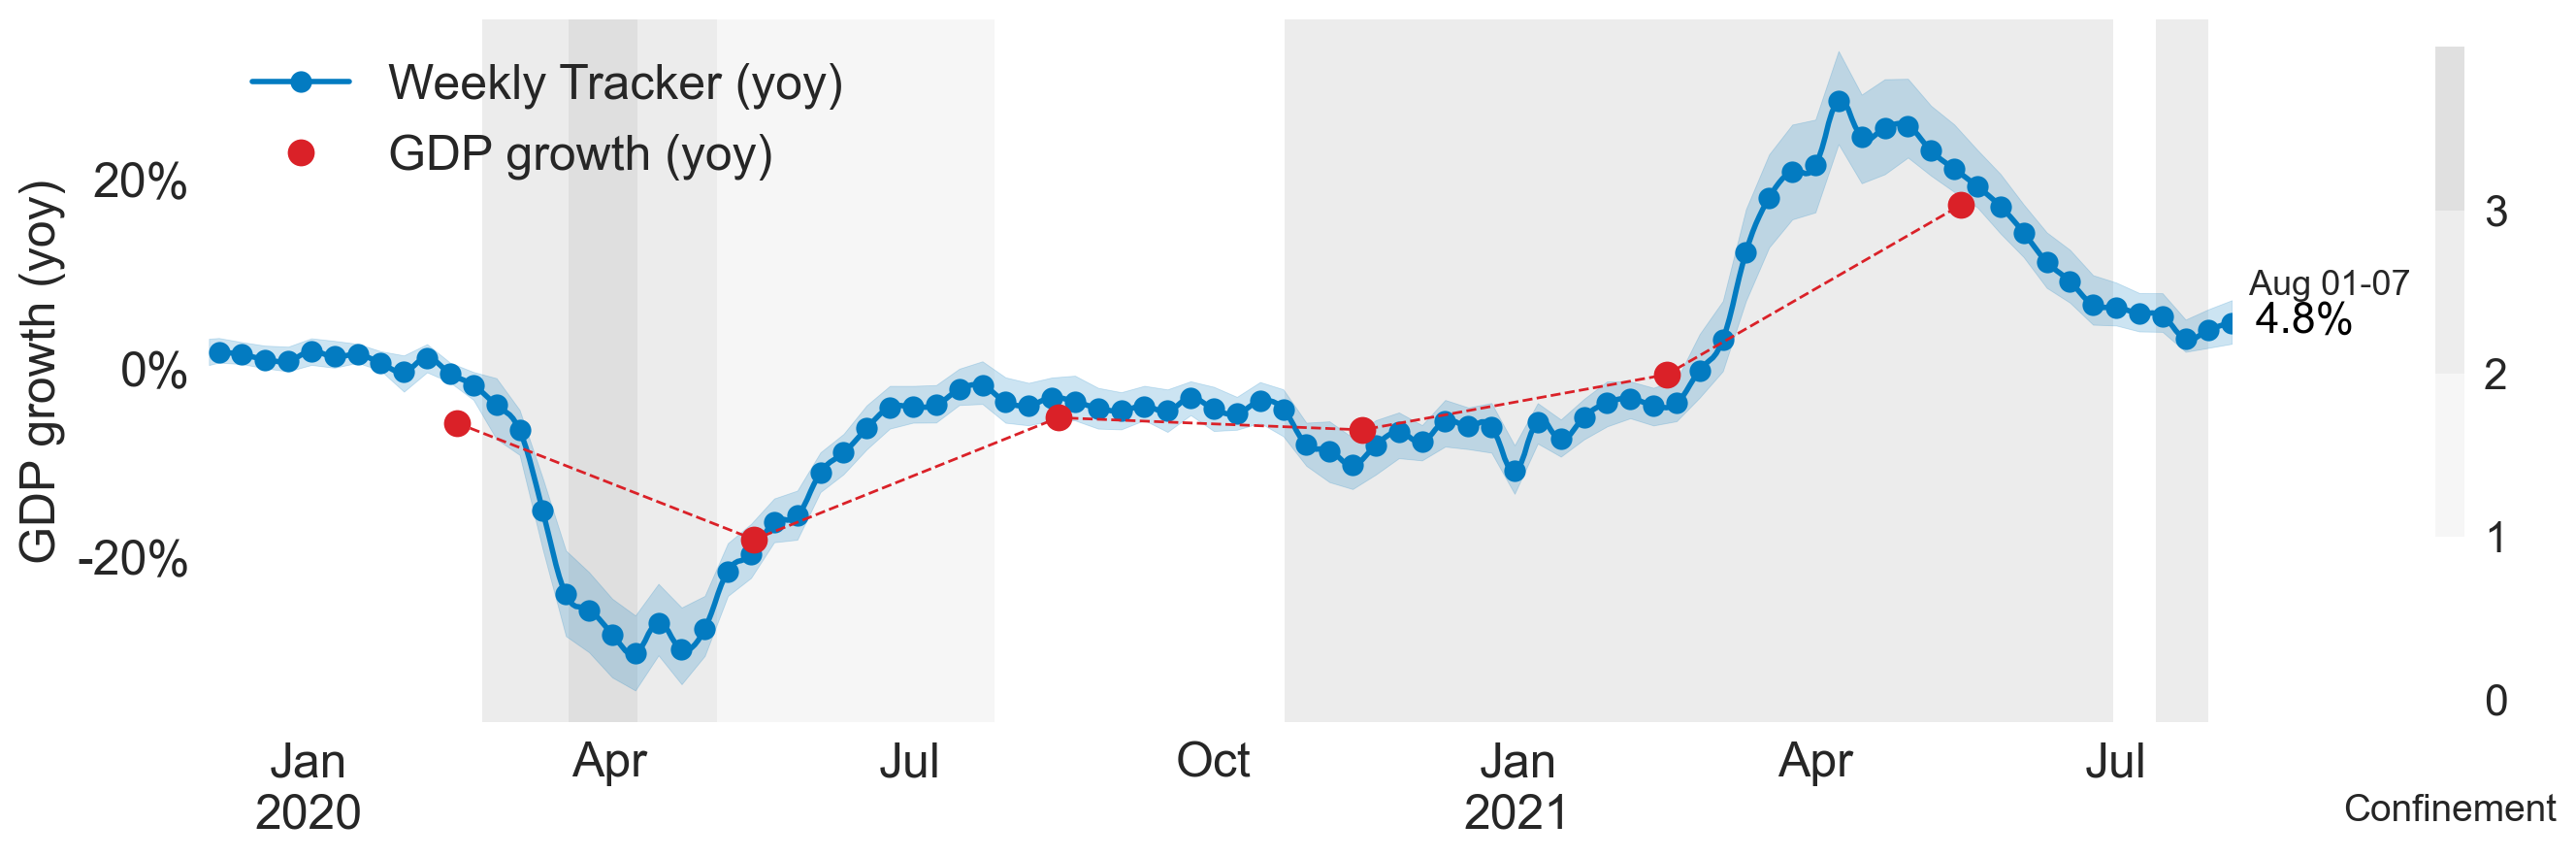 Weekly Tracker (yoy)
GDP growth (yoy)
GDP growth (yoy)
20%
0%
-20%
Aug 01-07
4.8%
3
2
1
0
Jan
2020
Apr
Jul
Oct
Jan
2021
Apr
Jul
Confinement